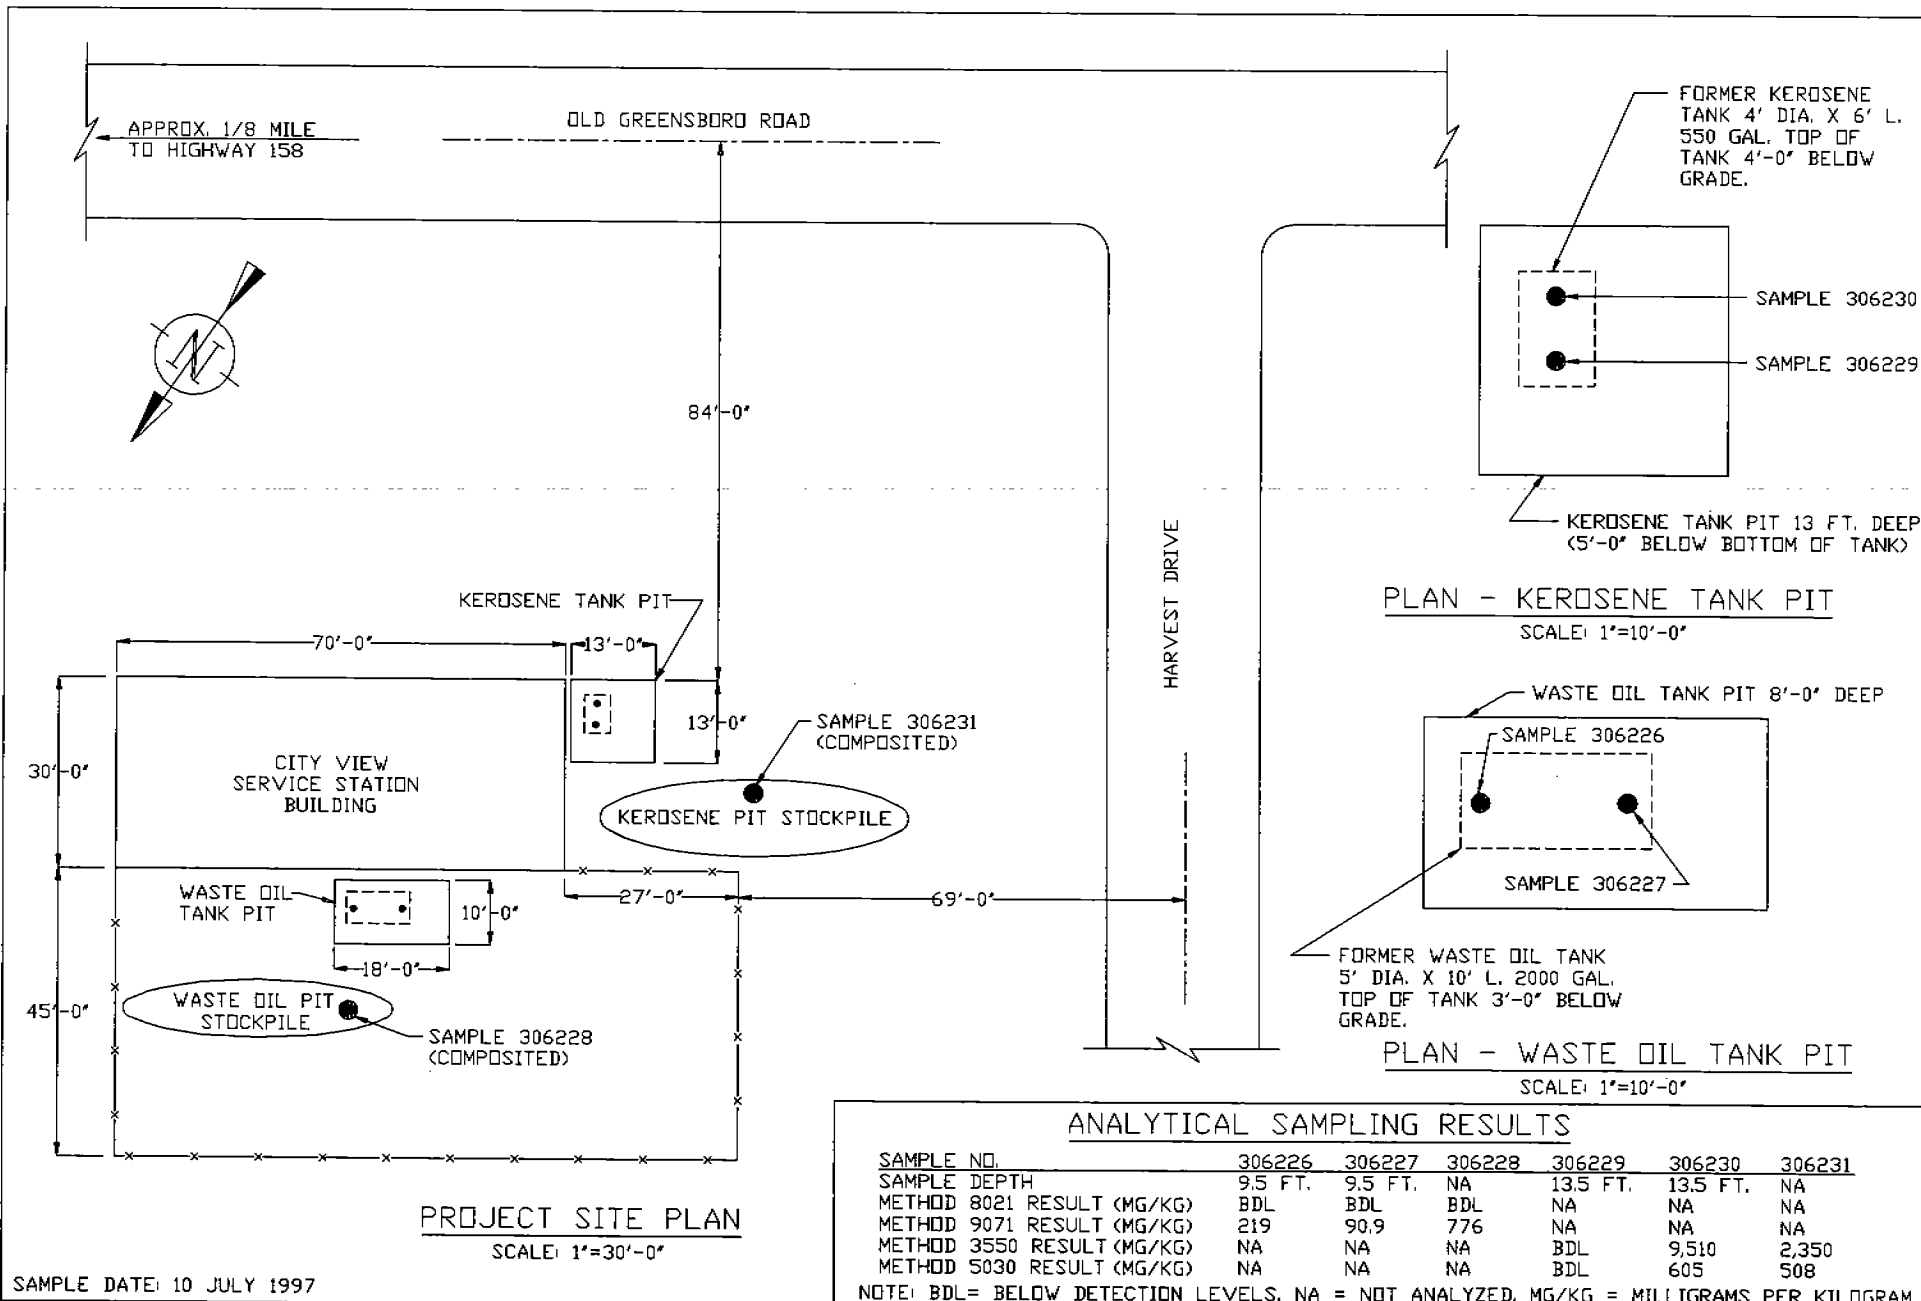 APPROX. 1/8 MILE
TO HIGHWAY 158
OLD GREENSBORO ROAD
FORMER KEROSENE
TANK 4' DIA. X 6' L.
550 GAL. TOP OF
TANK 4'-0" BELOW
GRADE.
N
SAMPLE 306230
SAMPLE 306229
84'-0"
KEROSENE TANK PIT 13 FT. DEEP
(5'-0" BELOW BOTTOM OF TANK)
HARVEST DRIVE
PLAN - KEROSENE TANK PIT
SCALE: 1"=10'-0"
KEROSENE TANK PIT
70'-0"
13'-0"
13'-0"
SAMPLE 306231
(COMPOSITED)
30'-0"
CITY VIEW
SERVICE STATION
BUILDING
KEROSENE PIT STOCKPILE
WASTE OIL TANK PIT 8'-0" DEEP
SAMPLE 306226
SAMPLE 306227
WASTE OIL
TANK PIT
10'-0"
27'-0"
69'-0"
18'-0"
FORMER WASTE OIL TANK
5' DIA. X 10' L. 2000 GAL.
TOP OF TANK 3'-0" BELOW
GRADE.
45'-0"
WASTE OIL PIT
STOCKPILE
SAMPLE 306228
(COMPOSITED)
PLAN - WASTE OIL TANK PIT
SCALE: 1"=10'-0"
PROJECT SITE PLAN
SCALE: 1"=30'-0"
SAMPLE DATE: 10 JULY 1997
ANALYTICAL SAMPLING RESULTS
SAMPLE NO. 306226 306227 306228 306229 306230 306231
SAMPLE DEPTH 9.5 FT. 9.5 FT. NA 13.5 FT. 13.5 FT. NA
METHOD 8021 RESULT (MG/KG) BDL BDL BDL NA NA NA
METHOD 9071 RESULT (MG/KG) 219 90.9 776 NA NA NA
METHOD 3550 RESULT (MG/KG) NA NA NA BDL 9,510 2,350
METHOD 5030 RESULT (MG/KG) NA NA NA BDL 605 508
NOTE: BDL= BELOW DETECTION LEVELS, NA = NOT ANALYZED, MG/KG = MILLIGRAMS PER KILOGRAM